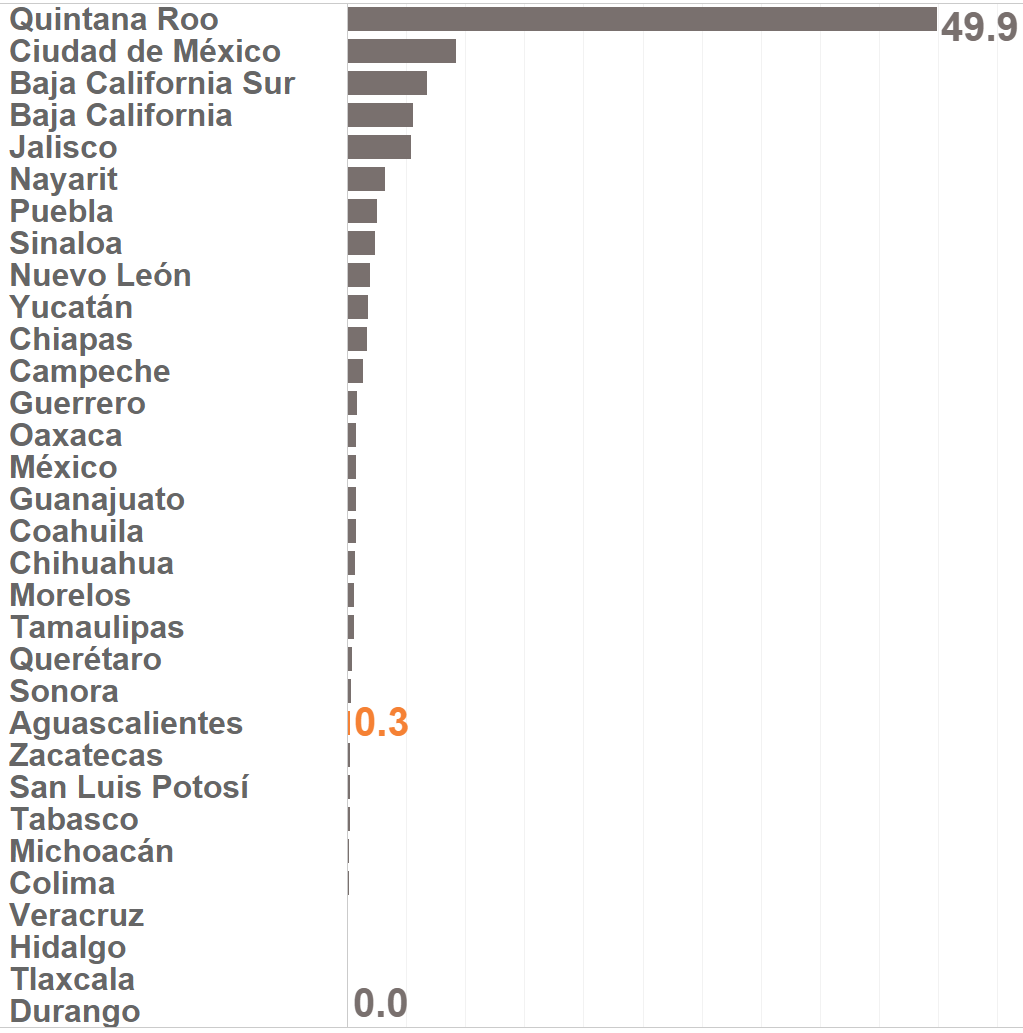 Quintana Roo 49.9
Ciudad de México
Baja California Sur
Baja California
Jalisco
Nayarit
Puebla
Sinaloa
Nuevo León
Yucatán
Chiapas
Campeche
Guerrero
Oaxaca
México
Guanajuato
Coahuila
Chihuahua
Morelos
Tamaulipas
Querétaro
Sonora
Aguascalientes 0.3
Zacatecas
San Luis Potosí
Tabasco
Michoacán
Colima
Veracruz
Hidalgo
Tlaxcala
Durango 0.0